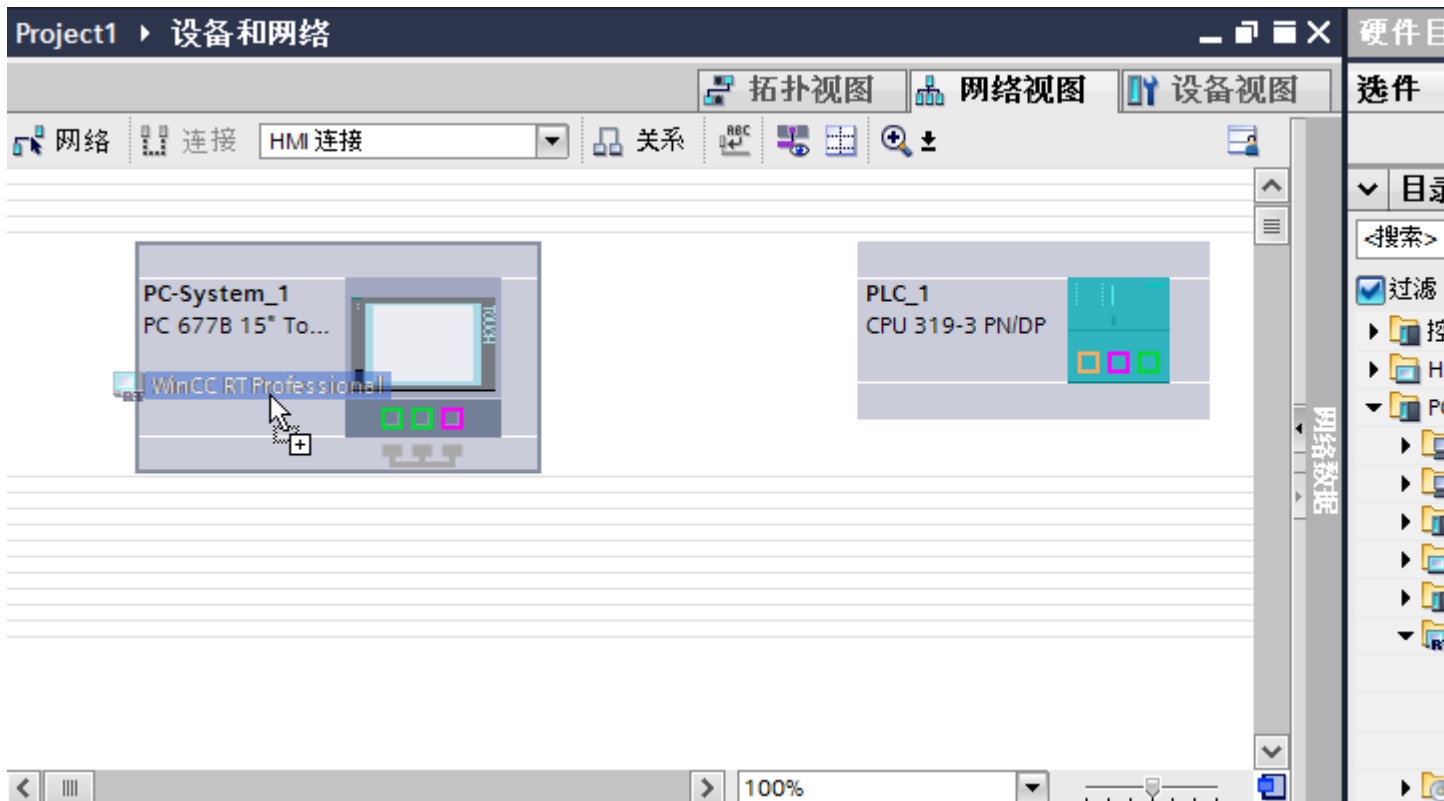 Project1 ▸ 设备和网络
硬件目
拓扑视图
网络视图
设备视图
选件
网络
连接
HMI 连接
关系
目录
<搜索>
过滤
PC-System_1
PC 677B 15" To...
TOUCH
WinCC RT Professional
PLC_1
CPU 319-3 PN/DP
控
H
PC
网络数据
100%